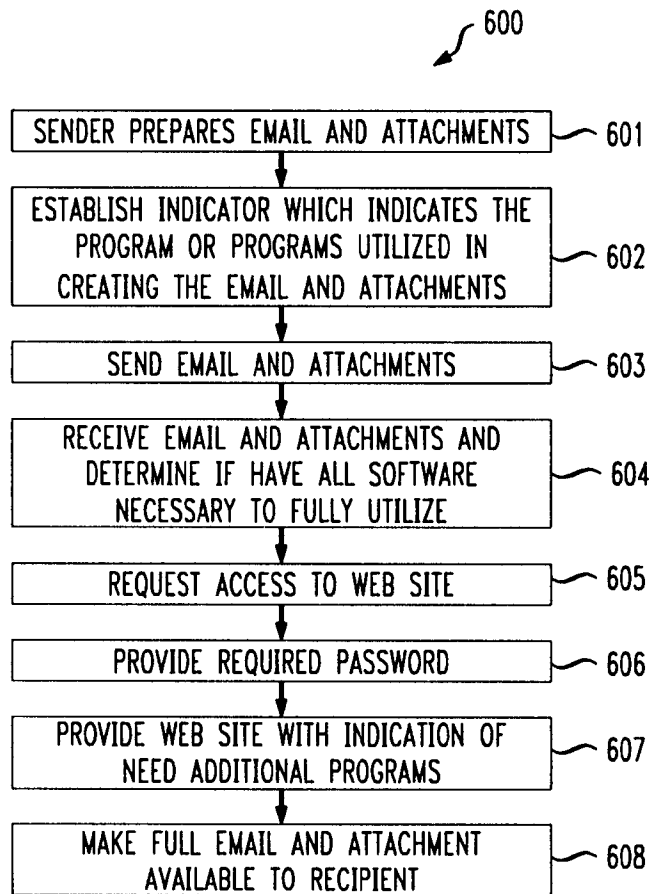 600
SENDER PREPARES EMAIL AND ATTACHMENTS
601
ESTABLISH INDICATOR WHICH INDICATES THE
PROGRAM OR PROGRAMS UTILIZED IN
CREATING THE EMAIL AND ATTACHMENTS
602
SEND EMAIL AND ATTACHMENTS
603
RECEIVE EMAIL AND ATTACHMENTS AND
DETERMINE IF HAVE ALL SOFTWARE
NECESSARY TO FULLY UTILIZE
604
REQUEST ACCESS TO WEB SITE
605
PROVIDE REQUIRED PASSWORD
606
PROVIDE WEB SITE WITH INDICATION OF
NEED ADDITIONAL PROGRAMS
607
MAKE FULL EMAIL AND ATTACHMENT
AVAILABLE TO RECIPIENT
608